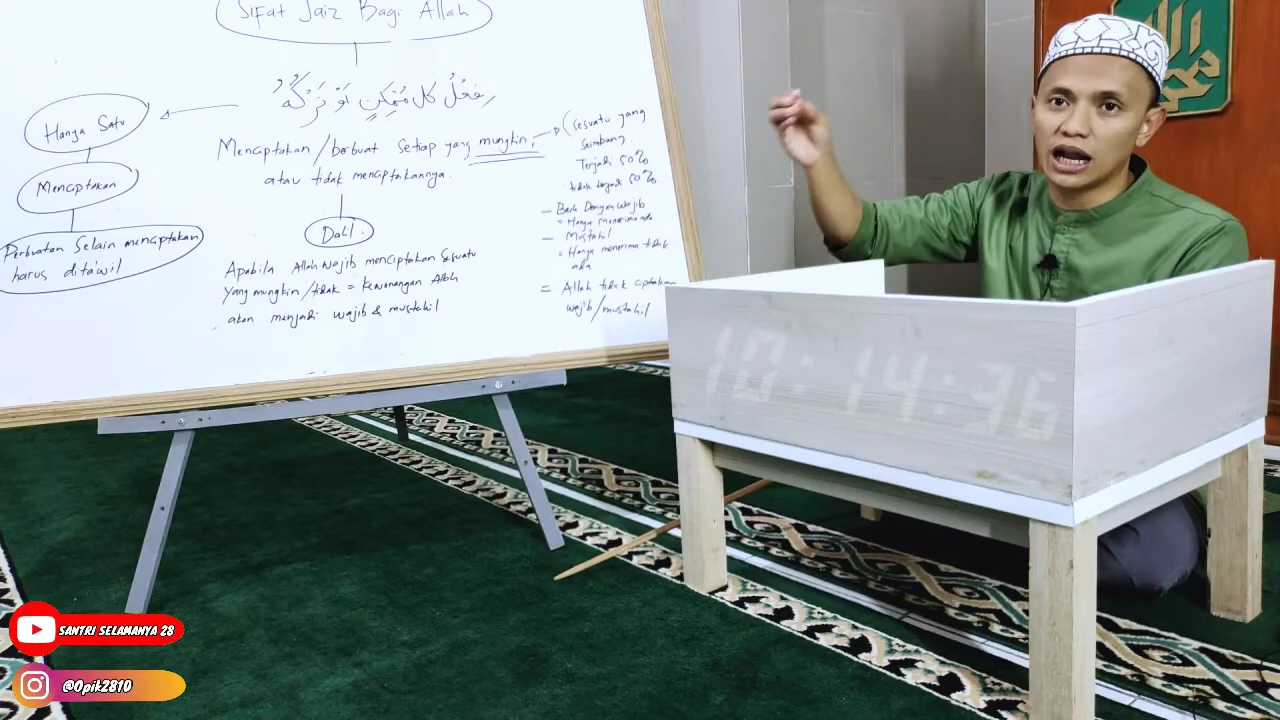 Sifat Jaiz Bagi Allah
فِعْلُ كُلِّ مُمْكِنٍ اَوْ تَرْكُهُ
Menciptakan/berbuat setiap yang mungkin,
atau tidak menciptakannya.
Hanya Satu
Menciptakan
Perbuatan Selain menciptakan
harus dita'wil
Dalil.
Apabila Allah wajib menciptakan sesuatu
yang mungkin/tidak = kewenangan Allah
akan menjadi wajib & mustahil
(sesuatu yang
seimbang.
Terjadi 50%
tidak terjadi 50%
- Beda Dengan Wajib
= Hanya menerima ada
- Mustahil
= Hanya menerima tidak
ada
= Allah tidak ciptakan
wajib/mustahil
10:14:36
SANTRI SELAMANYA 28
@Opik2810